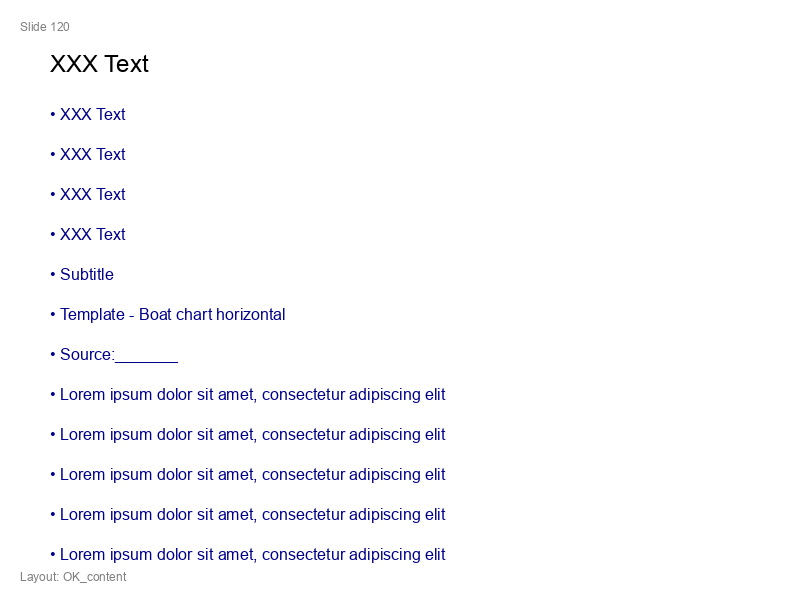 Slide 120
XXX Text
• XXX Text
• XXX Text
• XXX Text
• XXX Text
• Subtitle
• Template - Boat chart horizontal
• Source:_______
• Lorem ipsum dolor sit amet, consectetur adipiscing elit
• Lorem ipsum dolor sit amet, consectetur adipiscing elit
• Lorem ipsum dolor sit amet, consectetur adipiscing elit
• Lorem ipsum dolor sit amet, consectetur adipiscing elit
• Lorem ipsum dolor sit amet, consectetur adipiscing elit
Layout: OK_content